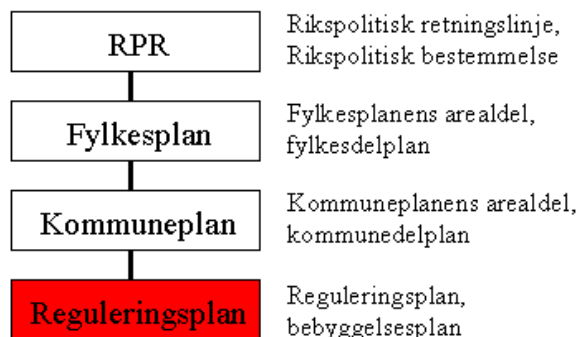 RPR
Rikspolitisk retningslinje,
Rikspolitisk bestemmelse
Fylkesplan
Fylkesplanens arealdel,
fylkesdelplan
Kommuneplan
Kommuneplanens arealdel,
kommunedelplan
Reguleringsplan
Reguleringsplan,
bebyggelsesplan